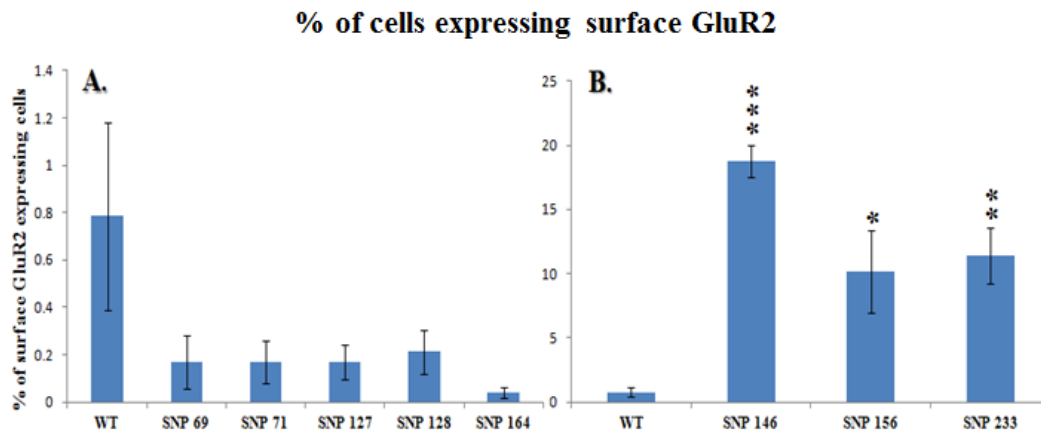 % of cells expressing surface GluR2
% of surface GluR2 expressing cells
A.
1.4
1.2
1
0.8
0.6
0.4
0.2
0
WT SNP 69 SNP 71 SNP 127 SNP 128 SNP 164
B.
25
20
15
10
5
0
***
*
**
WT SNP 146 SNP 156 SNP 233